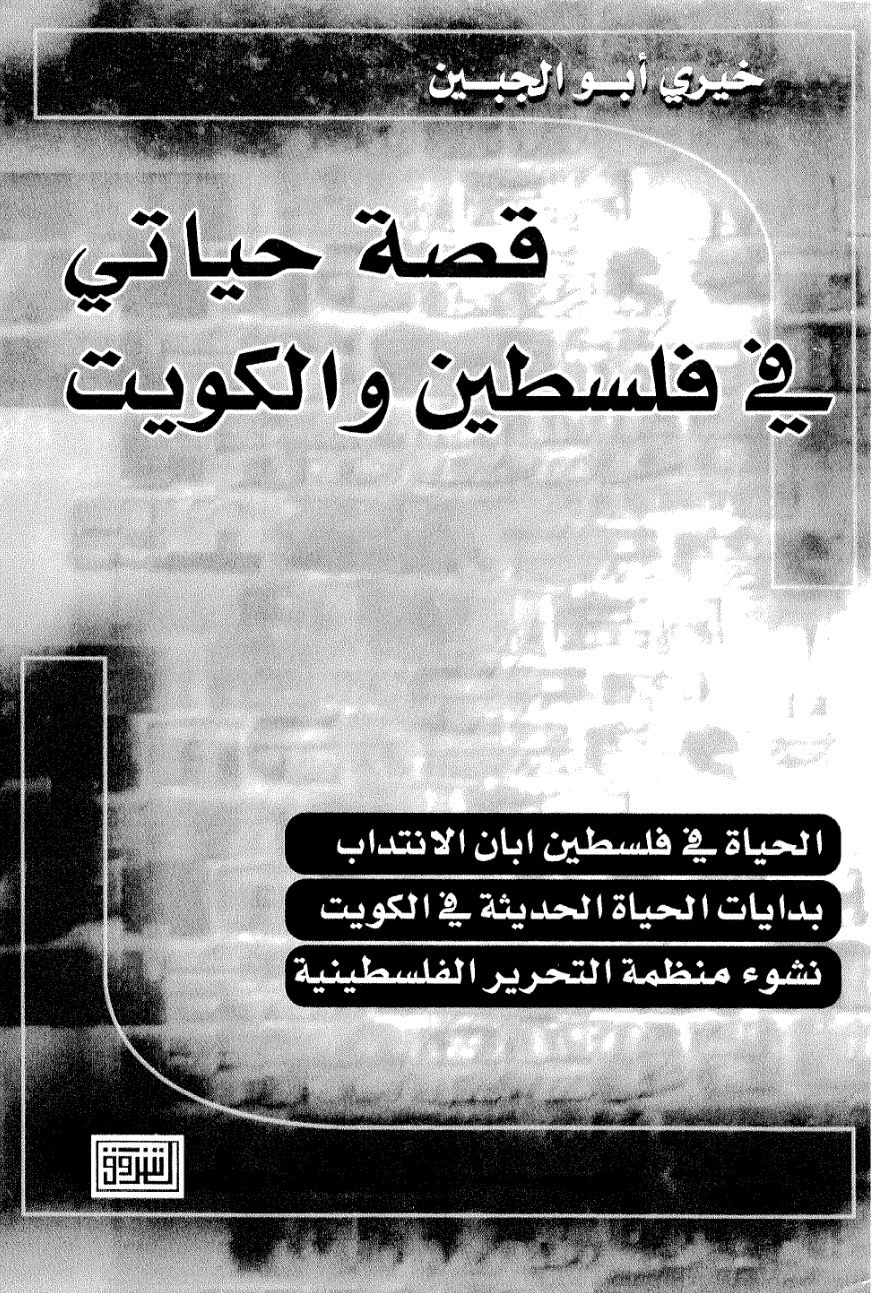 خيري أبو الجبين
قصة حياتي
في فلسطين والكويت
الحياة في فلسطين ابان الانتداب
بدايات الحياة الحديثة في الكويت
نشوء منظمة التحرير الفلسطينية
الشروق